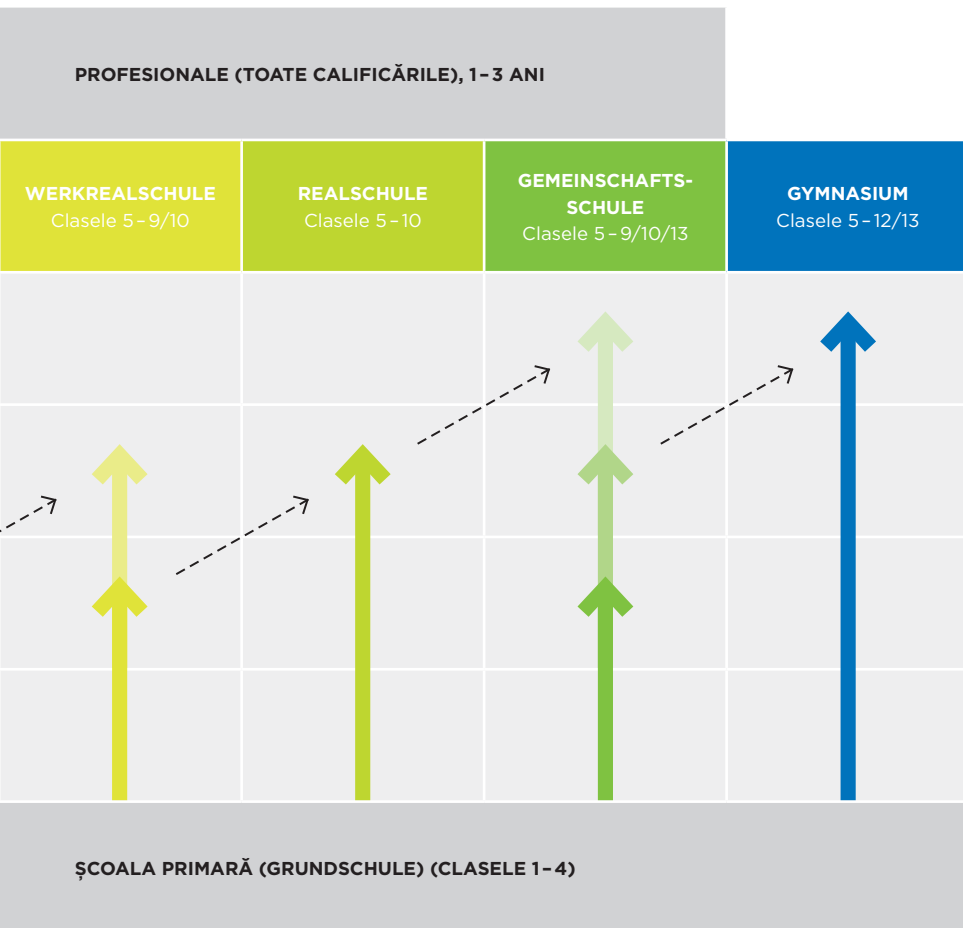 PROFESIONALE (TOATE CALIFICĂRILE), 1–3 ANI
WERKREALSCHULE
Clasele 5–9/10
REALSCHULE
Clasele 5–10
GEMEINSCHAFTS-
SCHULE
Clasele 5–9/10/13
GYMNASIUM
Clasele 5–12/13
ȘCOALA PRIMARĂ (GRUNDSCHULE) (CLASELE 1–4)